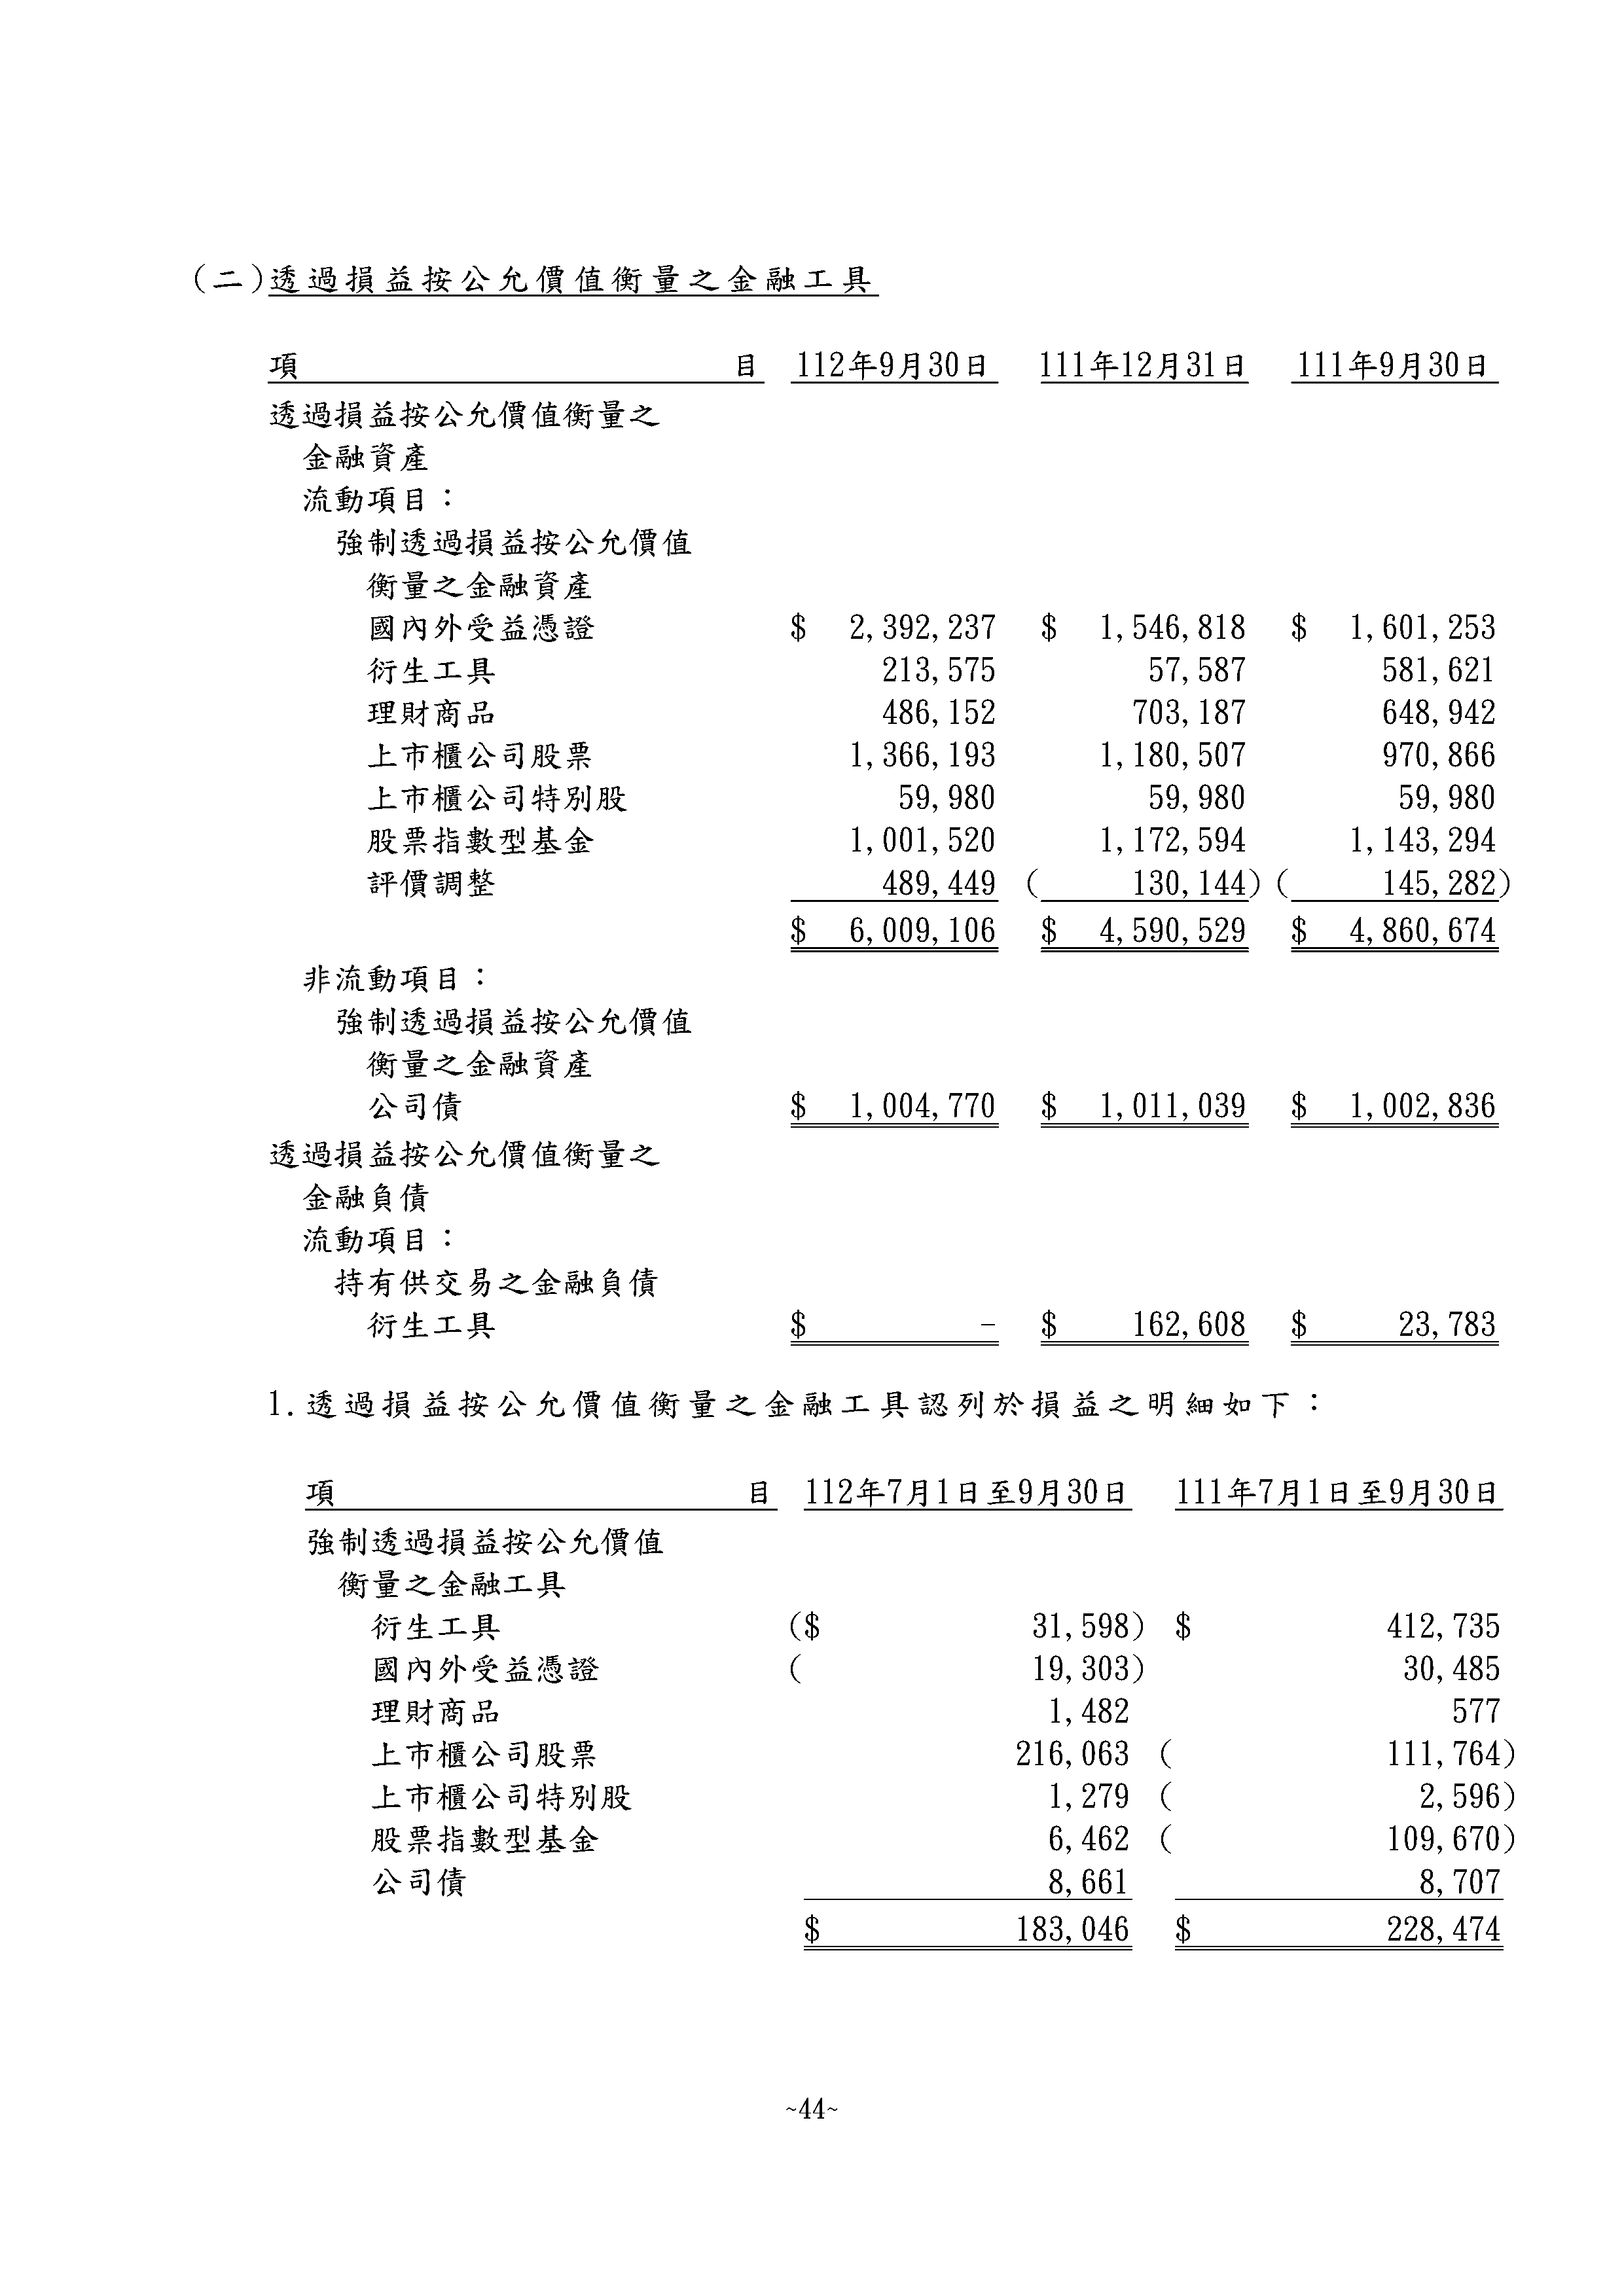 (二)透過損益按公允價值衡量之金融工具
項 目 112年9月30日 111年12月31日 111年9月30日
透過損益按公允價值衡量之
金融資產
流動項目：
強制透過損益按公允價值
衡量之金融資產
國內外受益憑證 $ 2,392,237 $ 1,546,818 $ 1,601,253
衍生工具 213,575 57,587 581,621
理財商品 486,152 703,187 648,942
上市櫃公司股票 1,366,193 1,180,507 970,866
上市櫃公司特別股 59,980 59,980 59,980
股票指數型基金 1,001,520 1,172,594 1,143,294
評價調整 489,449 ( 130,144) ( 145,282)
$ 6,009,106 $ 4,590,529 $ 4,860,674
非流動項目：
強制透過損益按公允價值
衡量之金融資產
公司債 $ 1,004,770 $ 1,011,039 $ 1,002,836
透過損益按公允價值衡量之
金融負債
流動項目：
持有供交易之金融負債
衍生工具 $ - $ 162,608 $ 23,783
1.透過損益按公允價值衡量之金融工具認列於損益之明細如下：
項 目 112年7月1日至9月30日 111年7月1日至9月30日
強制透過損益按公允價值
衡量之金融工具
衍生工具 ($ 31,598) $ 412,735
國內外受益憑證 ( 19,303) 30,485
理財商品 1,482 577
上市櫃公司股票 216,063 ( 111,764)
上市櫃公司特別股 1,279 ( 2,596)
股票指數型基金 6,462 ( 109,670)
公司債 8,661 8,707
$ 183,046 $ 228,474
~44~